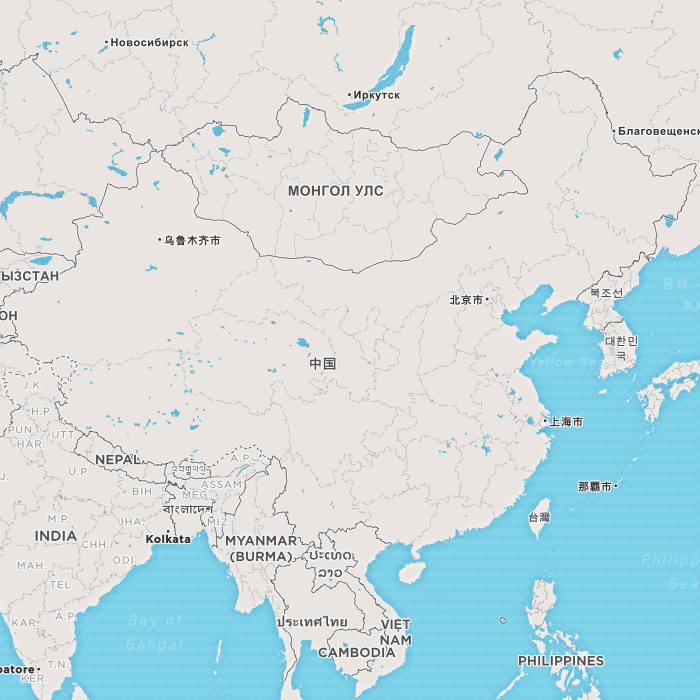 Новосибирск
Иркутск
Благовещенск
МОНГОЛ УЛС
乌鲁木齐市
ЫЗСТАН
ОН
동해
북조선
北京市
대한민
국
Yellow Sea
中国
J.K.
H.P.
PUN.
HAR.
UTT.
U.P.
上海市
NEPAL
A.P.
འབྲུག་ཡུལ
ASSAM
MEG.
BIH.
বাংলাদেশ
那覇市
台灣
M.P.
JHA.
MIZ.
INDIA
Kolkata
CHH.
ODI.
MYANMAR
(BURMA)
ປະເທດ
ລາວ
MAH.
TEL.
Philippine
Sea
A.P.
KAR.
Bay of
Bengal
ประเทศไทย
VIỆT
NAM
CAMBODIA
PHILIPPINES
T.N.
KER.